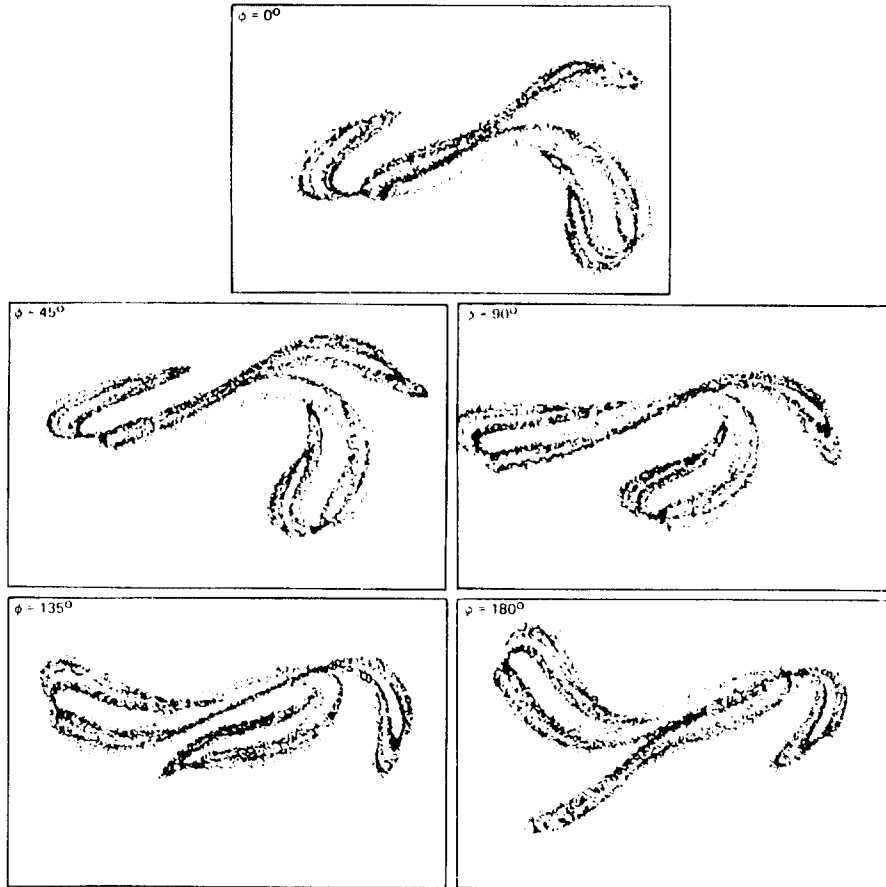 φ = 0°
φ = 45°
φ = 90°
φ = 135°
φ = 180°